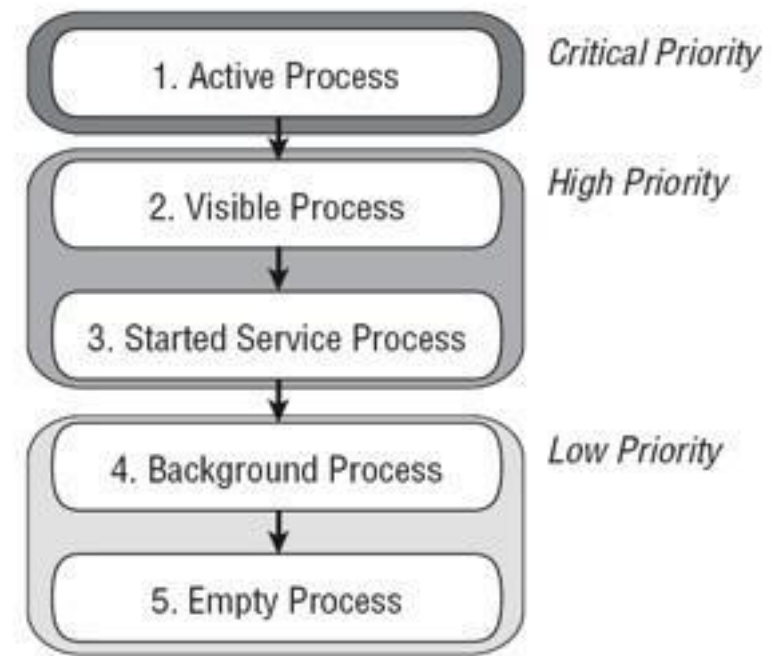 1. Active Process
Critical Priority
2. Visible Process
High Priority
3. Started Service Process
4. Background Process
Low Priority
5. Empty Process